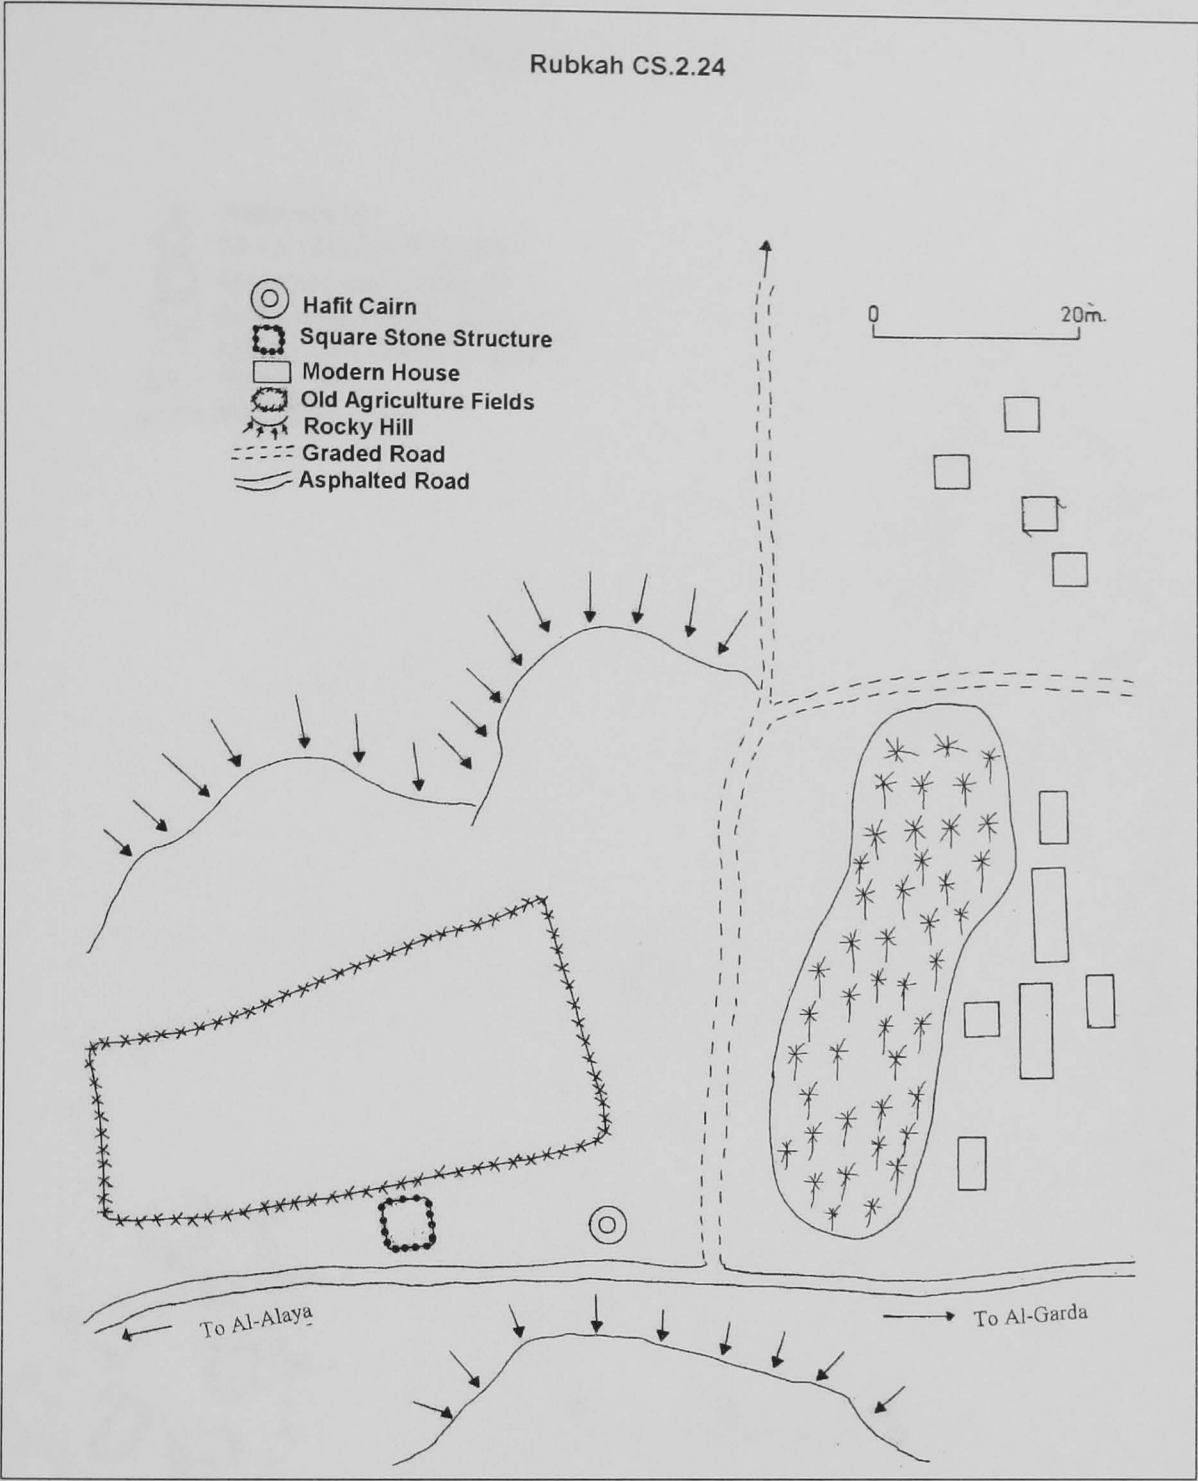 Rubkah CS.2.24
Hafit Cairn
Square Stone Structure
Modern House
Old Agriculture Fields
Rocky Hill
Graded Road
Asphalted Road
0 20m.
To Al-Alaya
To Al-Garda